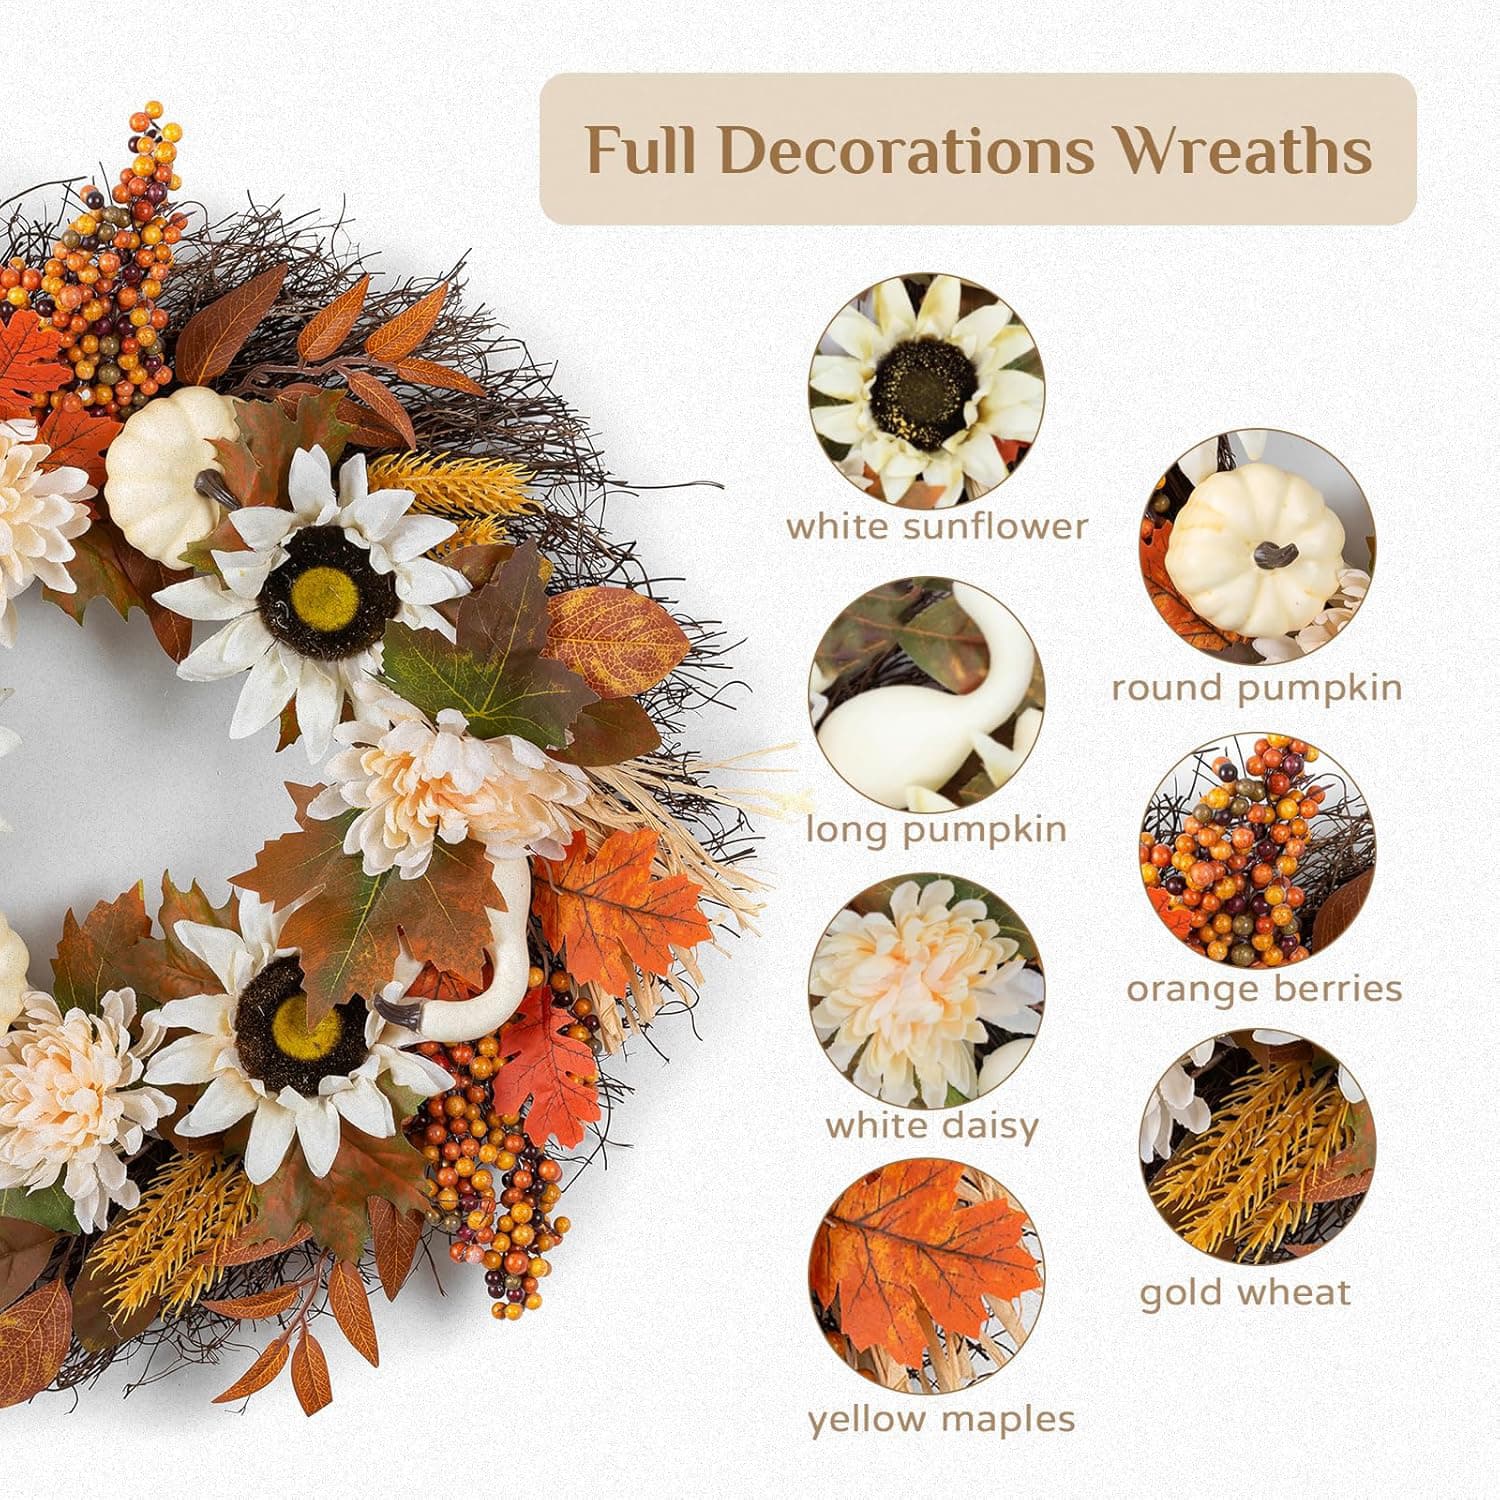 Full Decorations Wreaths
white sunflower
round pumpkin
long pumpkin
orange berries
white daisy
gold wheat
yellow maples